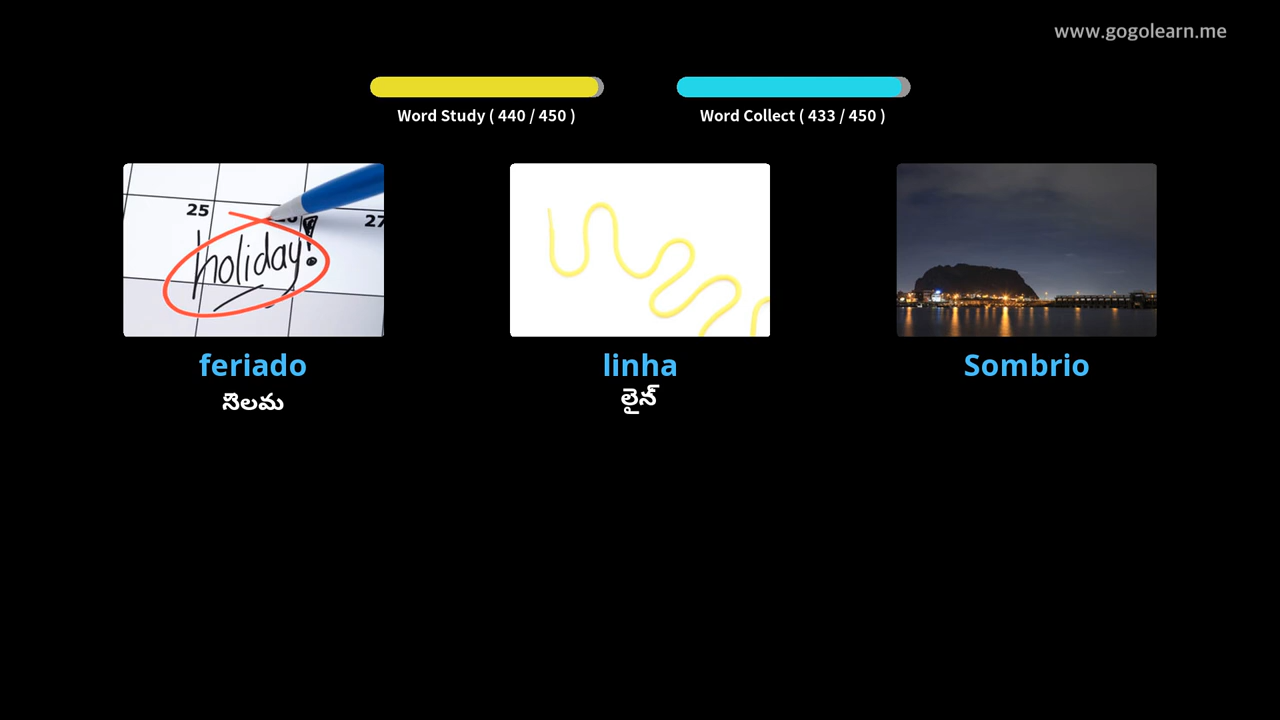 www.gogolearn.me
Word Study ( 440 / 450 )
Word Collect ( 433 / 450 )
25
27
holiday!
feriado
linha
Sombrio
సెలవు
లైన్